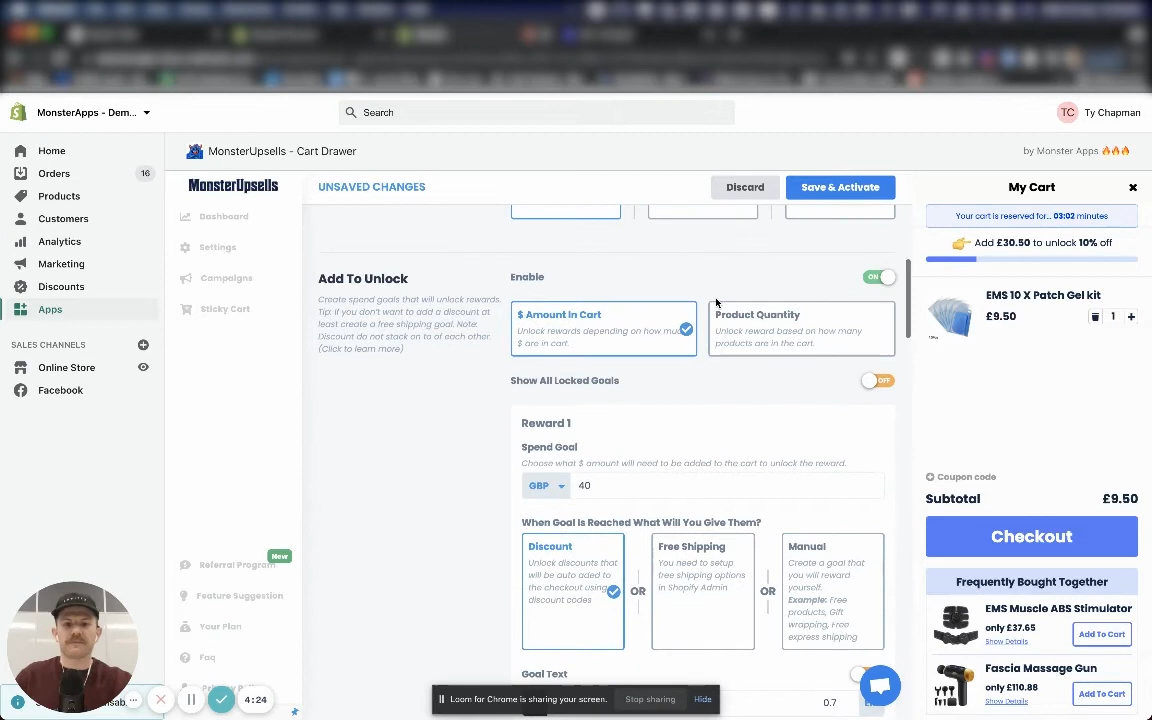 MonsterApps - Dem...
Search
TC
Ty Chapman
Home
Orders
16
Products
Customers
Analytics
Marketing
Discounts
Apps
SALES CHANNELS
Online Store
Facebook
MonsterUpsells - Cart Drawer
by Monster Apps 🔥🔥🔥
MonsterUpsells
Dashboard
Settings
Campaigns
Sticky Cart
New
Referral Program
Feature Suggestion
Your Plan
Faq
UNSAVED CHANGES
Discard
Save & Activate
Add To Unlock
Create spend goals that will unlock rewards.
Tip: if you don't want to add a discount at
least create a free shipping goal. Note:
Discount do not stack on to of each other.
(Click to learn more)
Enable
ON
$ Amount In Cart
Unlock rewards depending on how mu
$ are in cart.
Product Quantity
Unlock reward based on how many
products are in the cart.
Show All Locked Goals
OFF
Reward 1
Spend Goal
Choose what $ amount will need to be added to the cart to unlock the reward.
GBP
40
When Goal Is Reached What Will You Give Them?
Discount
Unlock discounts that
will be auto aded to
the checkout using
discount codes
OR
Free Shipping
You need to setup
free shipping options
in Shopify Admin
OR
Manual
Create a goal that
you will reward
yourself.
Example: Free
products, Gift
wrapping, Free
express shipping
Goal Text
0.7
My Cart
Your cart is reserved for... 03:02 minutes
👉 Add £30.50 to unlock 10% off
EMS 10 X Patch Gel kit
£9.50
1
Coupon code
Subtotal
£9.50
Checkout
Frequently Bought Together
EMS Muscle ABS Stimulator
only £37.65
Show Details
Add To Cart
Fascia Massage Gun
only £110.88
Show Details
Add To Cart
4:24
Loom for Chrome is sharing your screen.
Stop sharing
Hide